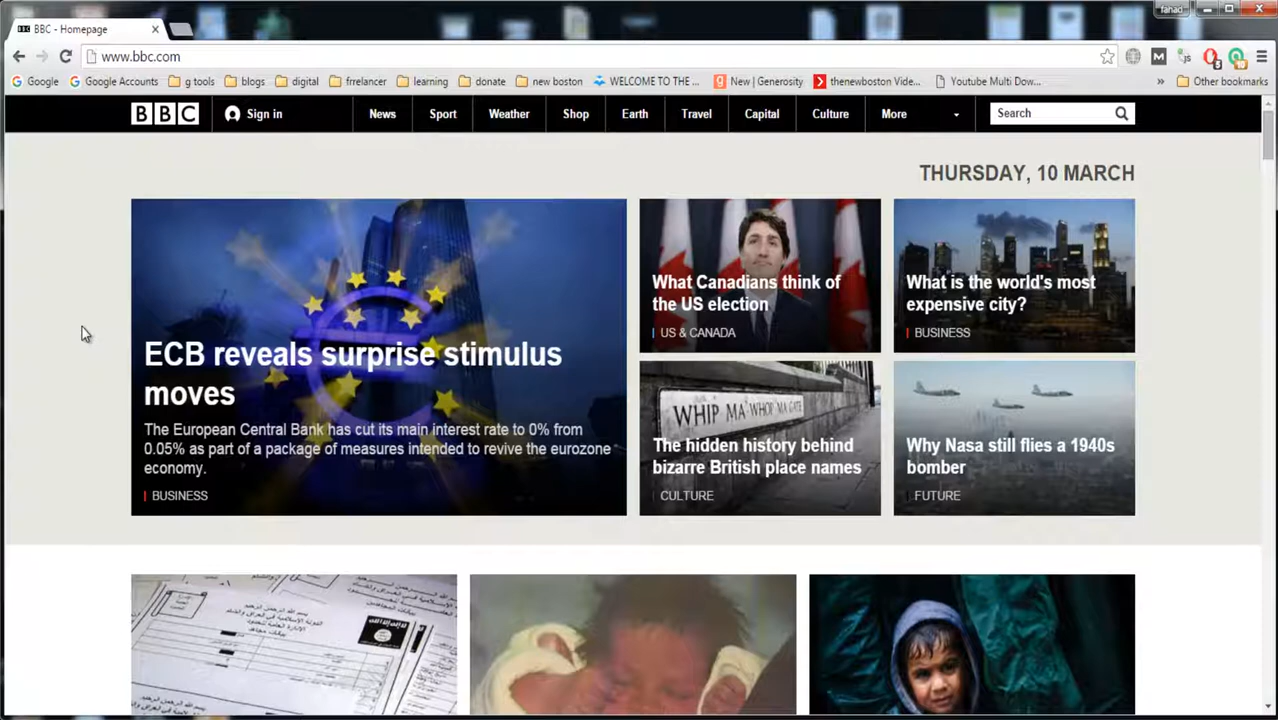 fahad
BBC - Homepage
www.bbc.com
Google
Google Accounts
g tools
blogs
digital
frrelancer
learning
donate
new boston
WELCOME TO THE ...
New | Generosity
thenewboston Vide...
Youtube Multi Dow...
»
Other bookmarks
BBC
Sign in
News
Sport
Weather
Shop
Earth
Travel
Capital
Culture
More
Search
THURSDAY, 10 MARCH
ECB reveals surprise stimulus
moves
The European Central Bank has cut its main interest rate to 0% from
0.05% as part of a package of measures intended to revive the eurozone
economy.
BUSINESS
What Canadians think of
the US election
US & CANADA
What is the world's most
expensive city?
BUSINESS
WHIP MA WHOP MA GATE
The hidden history behind
bizarre British place names
CULTURE
Why Nasa still flies a 1940s
bomber
FUTURE
بسم الله الرحمن الرحيم